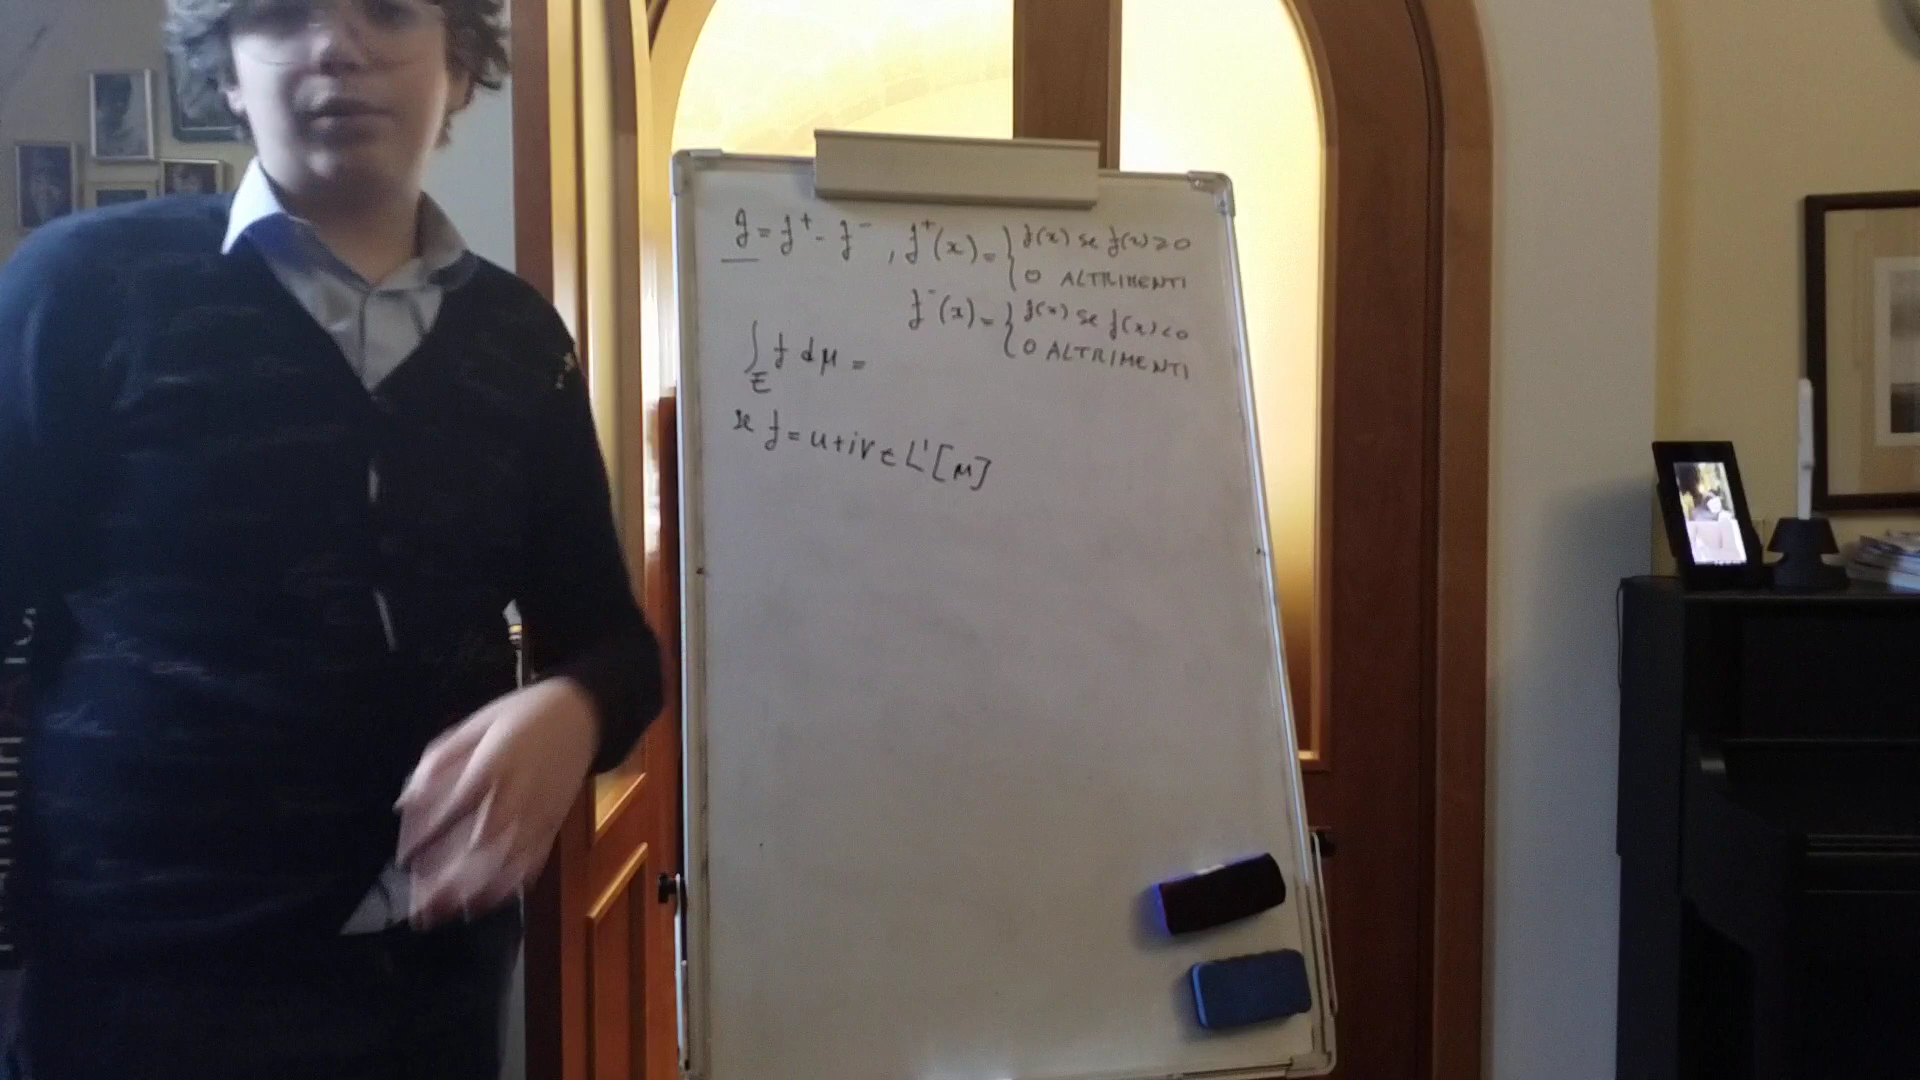 f = f⁺ - f⁻ , f⁺(x) = { f(x) se f(x) ≥ 0
0 ALTRIMENTI
f⁻(x) = { f(x) se f(x) < 0
0 ALTRIMENTI
∫_E f dμ =
se f = u + iv ∈ L¹[μ]